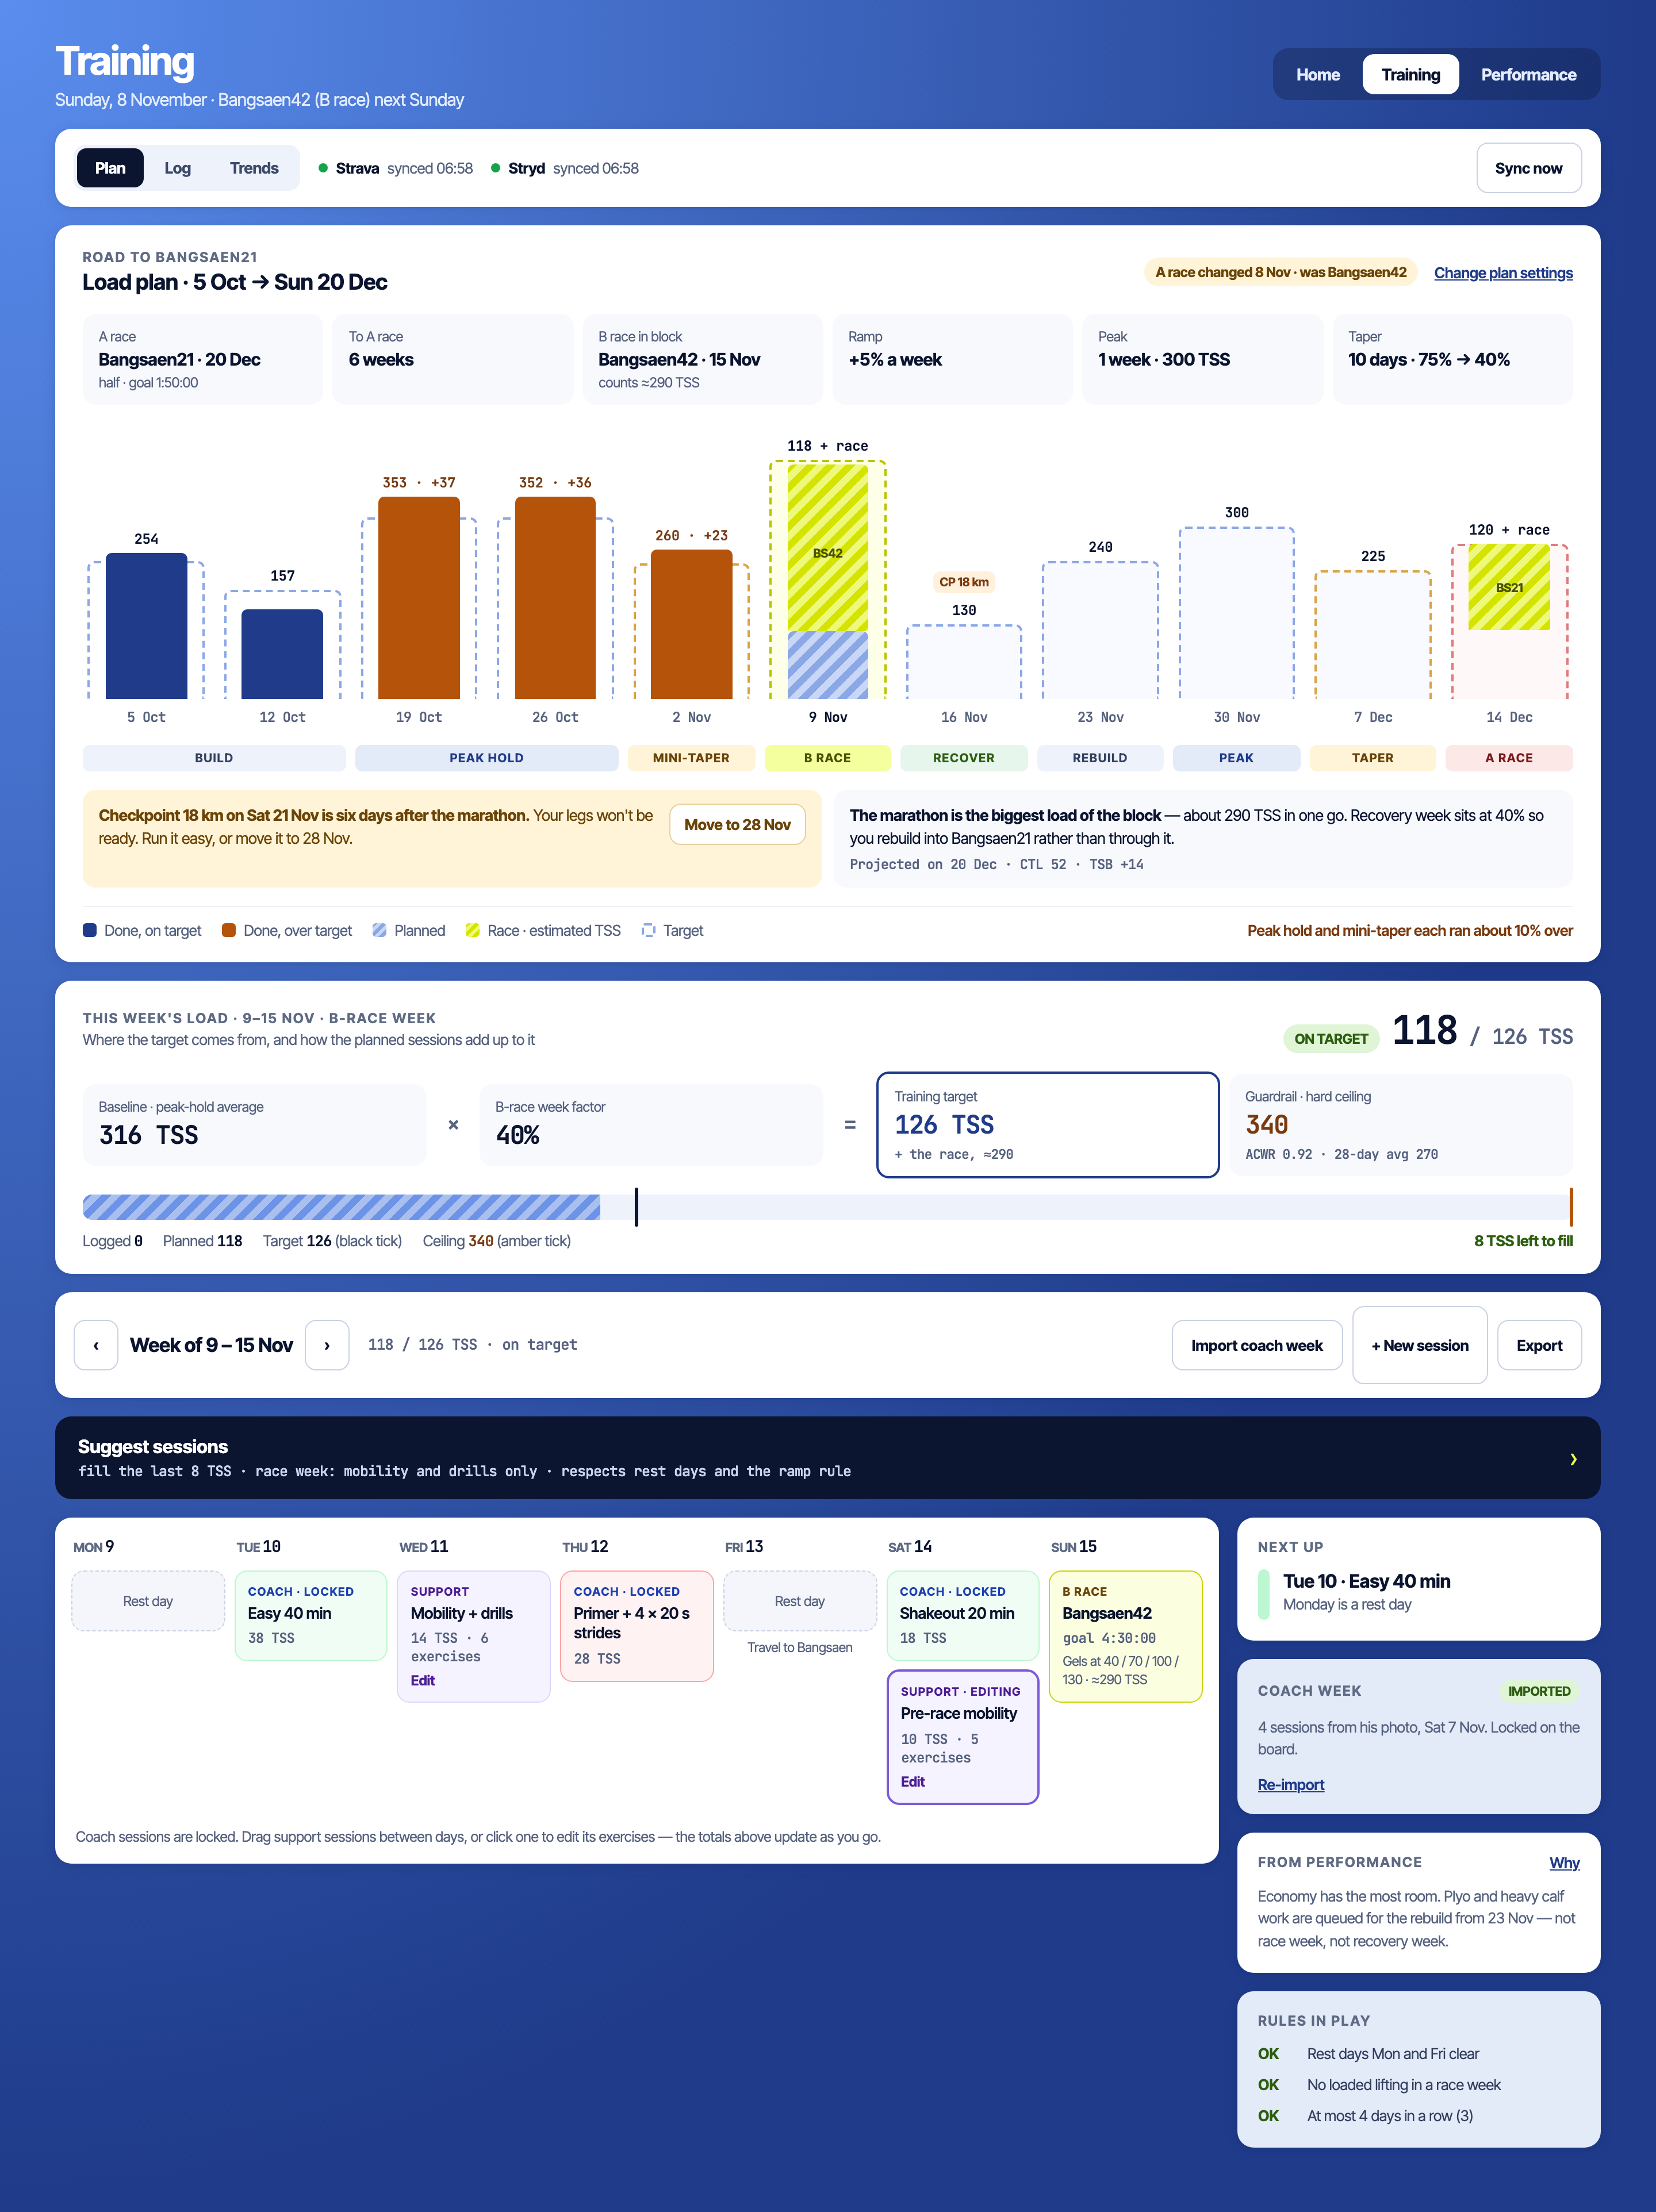 Training
Sunday, 8 November · Bangsaen42 (B race) next Sunday
Home
Training
Performance
Plan
Log
Trends
Strava synced 06:58
Stryd synced 06:58
Sync now
ROAD TO BANGSAEN21
Load plan · 5 Oct → Sun 20 Dec
A race changed 8 Nov · was Bangsaen42
Change plan settings
A race
Bangsaen21 · 20 Dec
half · goal 1:50:00
To A race
6 weeks
B race in block
Bangsaen42 · 15 Nov
counts ≈290 TSS
Ramp
+5% a week
Peak
1 week · 300 TSS
Taper
10 days · 75% → 40%
254
157
353 · +37
352 · +36
260 · +23
118 + race
BS42
CP 18 km
130
240
300
225
120 + race
BS21
5 Oct
12 Oct
19 Oct
26 Oct
2 Nov
9 Nov
16 Nov
23 Nov
30 Nov
7 Dec
14 Dec
BUILD
PEAK HOLD
MINI-TAPER
B RACE
RECOVER
REBUILD
PEAK
TAPER
A RACE
Checkpoint 18 km on Sat 21 Nov is six days after the marathon. Your legs won't be
ready. Run it easy, or move it to 28 Nov.
Move to 28 Nov
The marathon is the biggest load of the block — about 290 TSS in one go. Recovery week sits at 40% so
you rebuild into Bangsaen21 rather than through it.
Projected on 20 Dec · CTL 52 · TSB +14
Done, on target
Done, over target
Planned
Race · estimated TSS
Target
Peak hold and mini-taper each ran about 10% over
THIS WEEK'S LOAD · 9–15 NOV · B-RACE WEEK
Where the target comes from, and how the planned sessions add up to it
ON TARGET
118 / 126 TSS
Baseline · peak-hold average
316 TSS
×
B-race week factor
40%
=
Training target
126 TSS
+ the race, ≈290
Guardrail · hard ceiling
340
ACWR 0.92 · 28-day avg 270
Logged 0
Planned 118
Target 126 (black tick)
Ceiling 340 (amber tick)
8 TSS left to fill
‹
Week of 9 – 15 Nov
›
118 / 126 TSS · on target
Import coach week
+ New session
Export
Suggest sessions
fill the last 8 TSS · race week: mobility and drills only · respects rest days and the ramp rule
›
MON 9
Rest day
TUE 10
COACH · LOCKED
Easy 40 min
38 TSS
WED 11
SUPPORT
Mobility + drills
14 TSS · 6
exercises
Edit
THU 12
COACH · LOCKED
Primer + 4 × 20 s
strides
28 TSS
FRI 13
Rest day
Travel to Bangsaen
SAT 14
COACH · LOCKED
Shakeout 20 min
18 TSS
SUPPORT · EDITING
Pre-race mobility
10 TSS · 5
exercises
Edit
SUN 15
B RACE
Bangsaen42
goal 4:30:00
Gels at 40 / 70 / 100 /
130 · ≈290 TSS
Coach sessions are locked. Drag support sessions between days, or click one to edit its exercises — the totals above update as you go.
NEXT UP
Tue 10 · Easy 40 min
Monday is a rest day
COACH WEEK
IMPORTED
4 sessions from his photo, Sat 7 Nov. Locked on the
board.
Re-import
FROM PERFORMANCE
Why
Economy has the most room. Plyo and heavy calf
work are queued for the rebuild from 23 Nov — not
race week, not recovery week.
RULES IN PLAY
OK Rest days Mon and Fri clear
OK No loaded lifting in a race week
OK At most 4 days in a row (3)